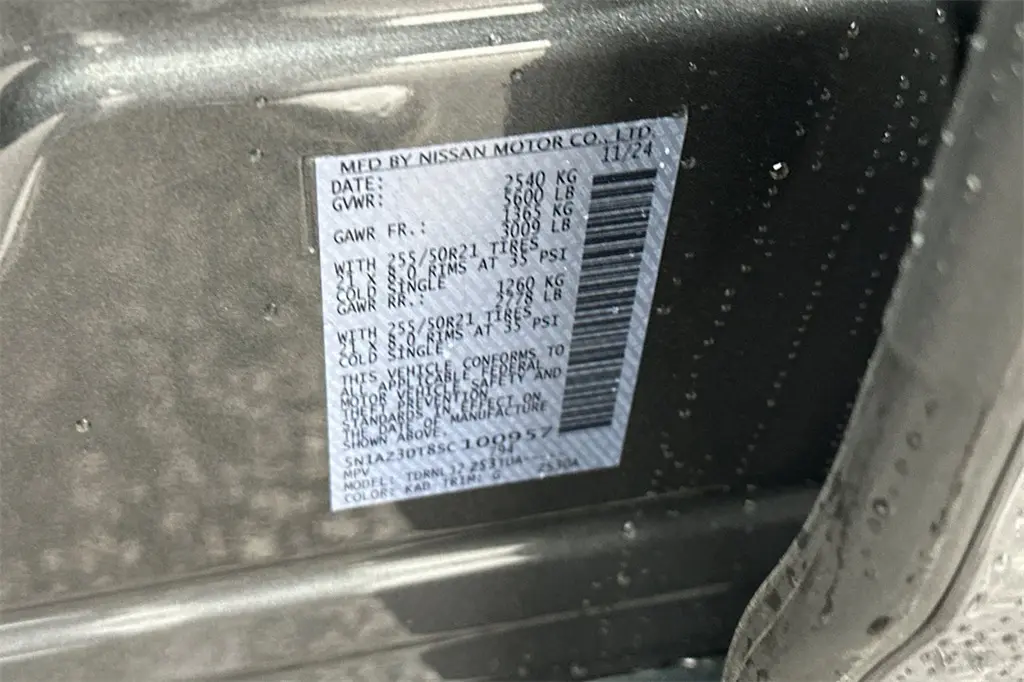 MFD BY NISSAN MOTOR CO., LTD.
DATE: 11/24
GVWR: 2540 KG
5600 LB
1365 KG
GAWR FR.: 3009 LB
WITH 255/50R21 TIRES
21 X 8.0 RIMS AT 35 PSI
COLD SINGLE 1260 KG
GAWR RR.: 2778 LB
WITH 255/50R21 TIRES
21 X 8.0 RIMS AT 35 PSI
COLD SINGLE
THIS VEHICLE CONFORMS TO
ALL APPLICABLE FEDERAL
MOTOR VEHICLE SAFETY AND
THEFT PREVENTION
STANDARDS IN EFFECT ON
THE DATE OF MANUFACTURE
SHOWN ABOVE.
5N1AZ3DT8SC100957
MPV 794
MODEL: TDRNL
COLOR: KAD TRIM: G